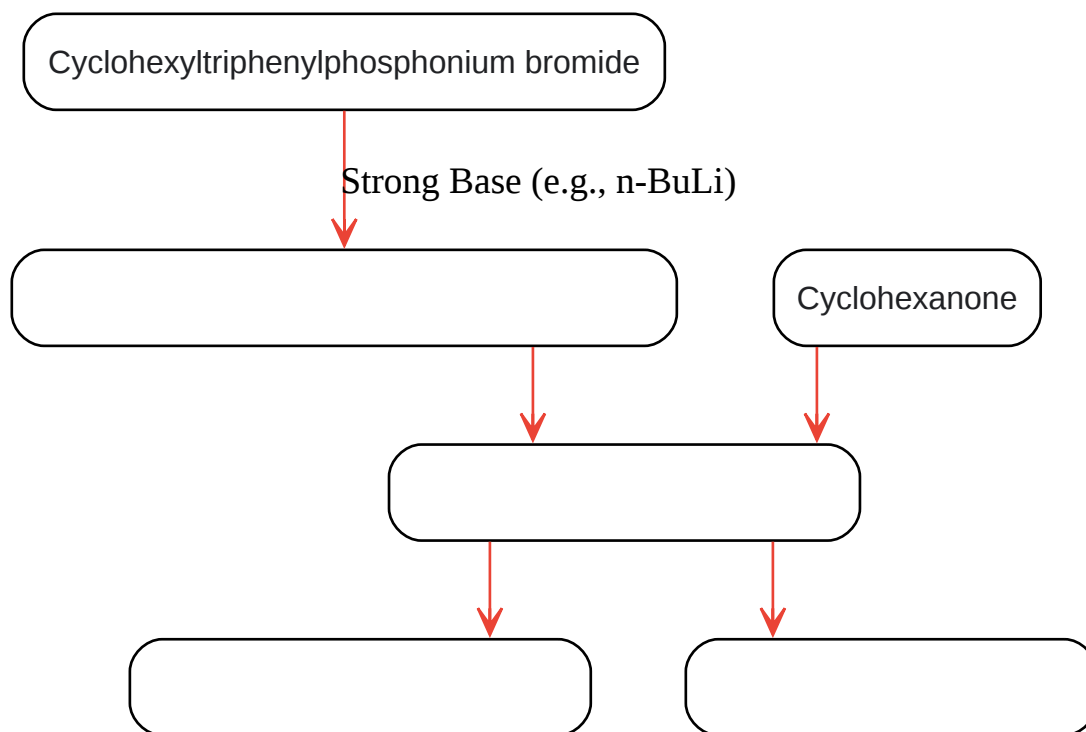 Cyclohexyltriphenylphosphonium bromide
Strong Base (e.g., n-BuLi)
Cyclohexanone